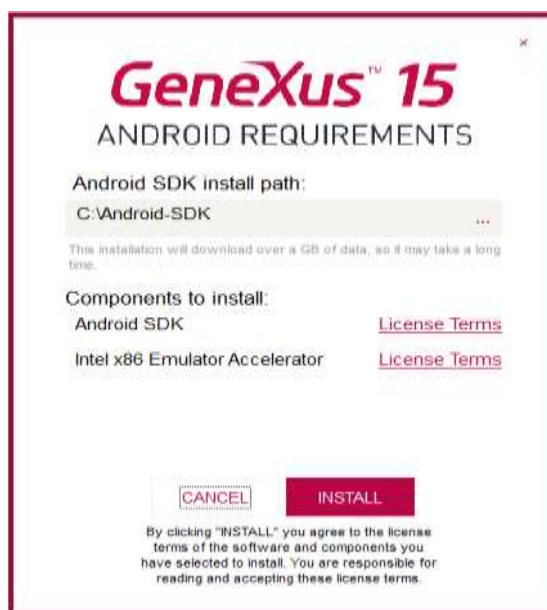 ×
GeneXus™ 15
ANDROID REQUIREMENTS
Android SDK install path:
C:\Android-SDK ...
This installation will download over a GB of data, so it may take a long
time.
Components to install:
Android SDK License Terms
Intel x86 Emulator Accelerator License Terms
CANCEL INSTALL
By clicking "INSTALL" you agree to the license
terms of the software and components you
have selected to install. You are responsible for
reading and accepting these license terms.